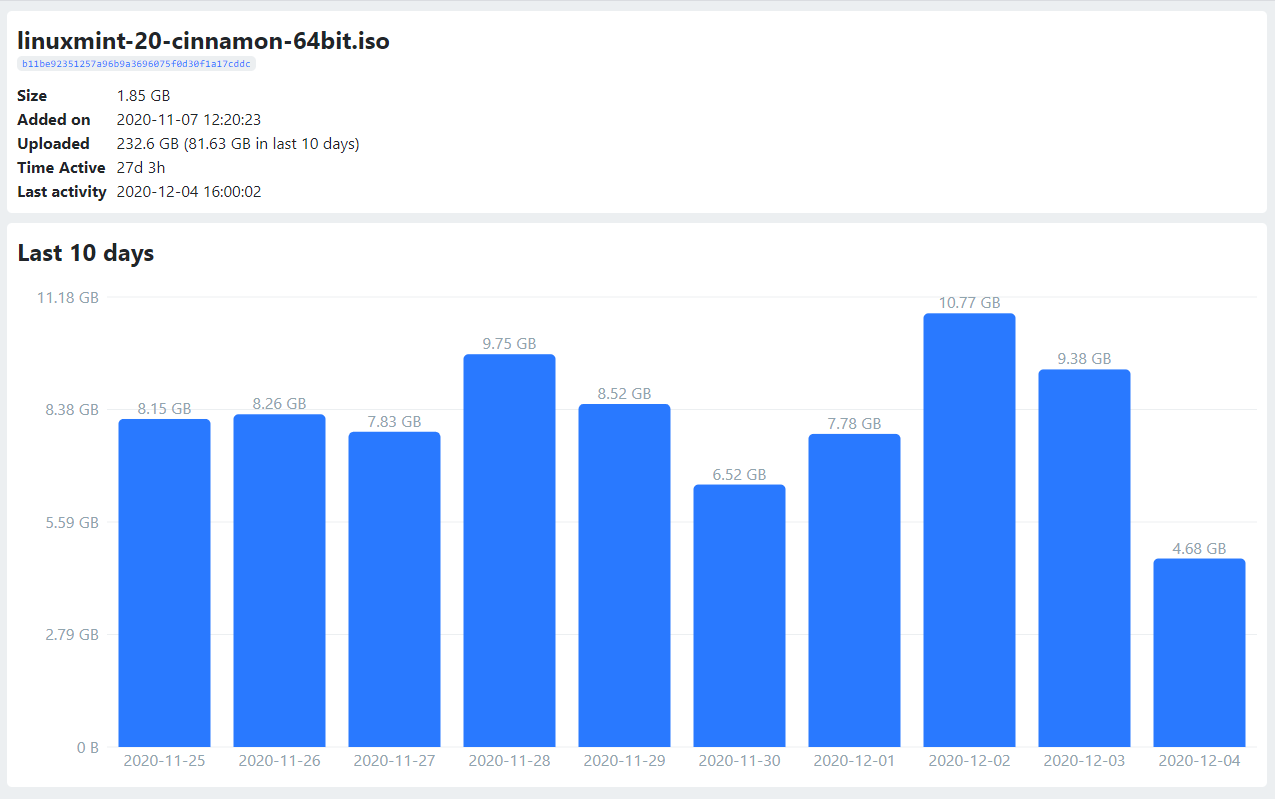 linuxmint-20-cinnamon-64bit.iso
b11be92351257a96b9a3696075f0d30f1a17cddc
Size 1.85 GB
Added on 2020-11-07 12:20:23
Uploaded 232.6 GB (81.63 GB in last 10 days)
Time Active 27d 3h
Last activity 2020-12-04 16:00:02
Last 10 days
11.18 GB
8.38 GB
5.59 GB
2.79 GB
0 B
8.15 GB 8.26 GB 7.83 GB 9.75 GB 8.52 GB 6.52 GB 7.78 GB 10.77 GB 9.38 GB 4.68 GB
2020-11-25 2020-11-26 2020-11-27 2020-11-28 2020-11-29 2020-11-30 2020-12-01 2020-12-02 2020-12-03 2020-12-04